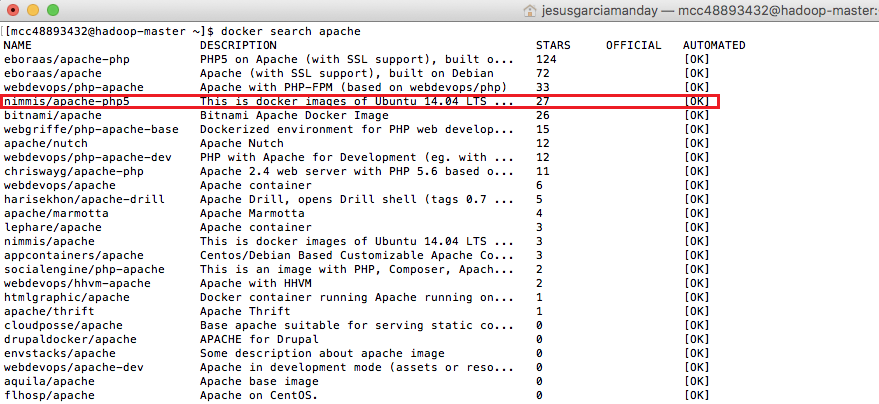 jesusgarciamanday — mcc48893432@hadoop-master:
[[mcc48893432@hadoop-master ~]$ docker search apache
NAME DESCRIPTION STARS OFFICIAL AUTOMATED
eboraas/apache-php PHP5 on Apache (with SSL support), built o... 124 [OK]
eboraas/apache Apache (with SSL support), built on Debian 72 [OK]
webdevops/php-apache Apache with PHP-FPM (based on webdevops/php) 33 [OK]
nimmis/apache-php5 This is docker images of Ubuntu 14.04 LTS ... 27 [OK]
bitnami/apache Bitnami Apache Docker Image 26 [OK]
webgriffe/php-apache-base Dockerized environment for PHP web develop... 15 [OK]
apache/nutch Apache Nutch 12 [OK]
webdevops/php-apache-dev PHP with Apache for Development (eg. with ... 12 [OK]
chriswayg/apache-php Apache 2.4 web server with PHP 5.6 based o... 11 [OK]
webdevops/apache Apache container 6 [OK]
harisekhon/apache-drill Apache Drill, opens Drill shell (tags 0.7 ... 5 [OK]
apache/marmotta Apache Marmotta 4 [OK]
lephare/apache Apache container 3 [OK]
nimmis/apache This is docker images of Ubuntu 14.04 LTS ... 3 [OK]
appcontainers/apache Centos/Debian Based Customizable Apache Co... 3 [OK]
socialengine/php-apache This is an image with PHP, Composer, Apach... 2 [OK]
webdevops/hhvm-apache Apache with HHVM 2 [OK]
htmlgraphic/apache Docker container running Apache running on... 1 [OK]
apache/thrift Apache Thrift 1 [OK]
cloudposse/apache Base apache suitable for serving static co... 0 [OK]
drupaldocker/apache APACHE for Drupal 0 [OK]
envstacks/apache Some description about apache image 0 [OK]
webdevops/apache-dev Apache in development mode (assets or reso... 0 [OK]
aquila/apache Apache base image 0 [OK]
flhosp/apache Apache on CentOS. 0 [OK]